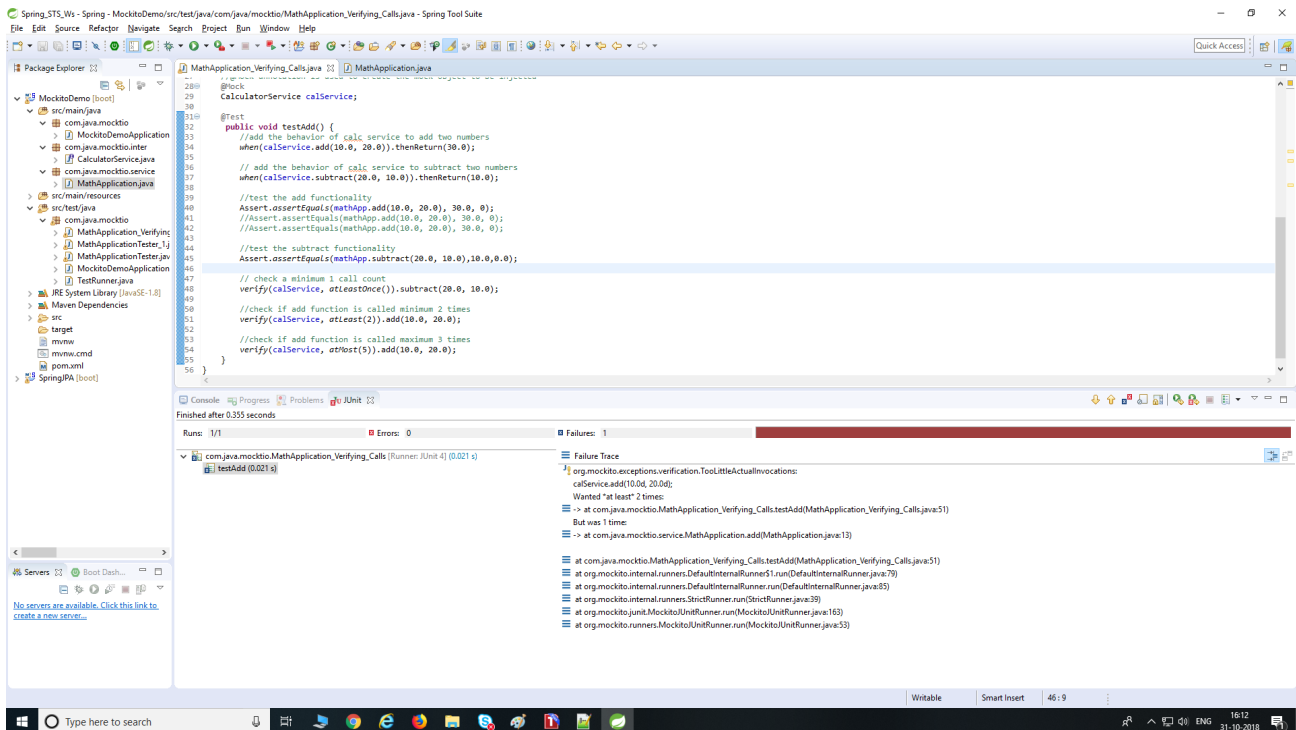 Spring_STS_Ws - Spring - MockitoDemo/src/test/java/com/java/mocktio/MathApplication_Verifying_Calls.java - Spring Tool Suite
File Edit Source Refactor Navigate Search Project Run Window Help
Quick Access
Package Explorer
MockitoDemo [boot]
src/main/java
com.java.mocktio
MockitoDemoApplication
com.java.mocktio.inter
CalculatorService.java
com.java.mocktio.service
MathApplication.java
src/main/resources
src/test/java
com.java.mocktio
MathApplication_Verifying
MathApplicationTester_1.j
MathApplicationTester.jav
MockitoDemoApplication
TestRunner.java
JRE System Library [JavaSE-1.8]
Maven Dependencies
src
target
mvnw
mvnw.cmd
pom.xml
SpringJPA [boot]
Servers Boot Dash...
No servers are available. Click this link to
create a new server...
MathApplication_Verifying_Calls.java MathApplication.java
28 @Mock
29 CalculatorService calService;
30
31 @Test
32 public void testAdd() {
33 //add the behavior of calc service to add two numbers
34 when(calService.add(10.0, 20.0)).thenReturn(30.0);
35
36 // add the behavior of calc service to subtract two numbers
37 when(calService.subtract(20.0, 10.0)).thenReturn(10.0);
38
39 //test the add functionality
40 Assert.assertEquals(mathApp.add(10.0, 20.0), 30.0, 0);
41 //Assert.assertEquals(mathApp.add(10.0, 20.0), 30.0, 0);
42 //Assert.assertEquals(mathApp.add(10.0, 20.0), 30.0, 0);
43
44 //test the subtract functionality
45 Assert.assertEquals(mathApp.subtract(20.0, 10.0),10.0,0.0);
46
47 // check a minimum 1 call count
48 verify(calService, atLeastOnce()).subtract(20.0, 10.0);
49
50 //check if add function is called minimum 2 times
51 verify(calService, atLeast(2)).add(10.0, 20.0);
52
53 //check if add function is called maximum 3 times
54 verify(calService, atMost(5)).add(10.0, 20.0);
55 }
56 }
Console Progress Problems JUnit
Finished after 0.355 seconds
Runs: 1/1 Errors: 0 Failures: 1
com.java.mocktio.MathApplication_Verifying_Calls [Runner: JUnit 4] (0.021 s)
testAdd (0.021 s)
Failure Trace
org.mockito.exceptions.verification.TooLittleActualInvocations:
calService.add(10.0d, 20.0d);
Wanted *at least* 2 times:
-> at com.java.mocktio.MathApplication_Verifying_Calls.testAdd(MathApplication_Verifying_Calls.java:51)
But was 1 time:
-> at com.java.mocktio.service.MathApplication.add(MathApplication.java:13)
at com.java.mocktio.MathApplication_Verifying_Calls.testAdd(MathApplication_Verifying_Calls.java:51)
at org.mockito.internal.runners.DefaultInternalRunner$1.run(DefaultInternalRunner.java:79)
at org.mockito.internal.runners.DefaultInternalRunner.run(DefaultInternalRunner.java:85)
at org.mockito.internal.runners.StrictRunner.run(StrictRunner.java:39)
at org.mockito.junit.MockitoJUnitRunner.run(MockitoJUnitRunner.java:163)
at org.mockito.runners.MockitoJUnitRunner.run(MockitoJUnitRunner.java:53)
Writable Smart Insert 46 : 9
Type here to search
ENG
16:12
31-10-2018